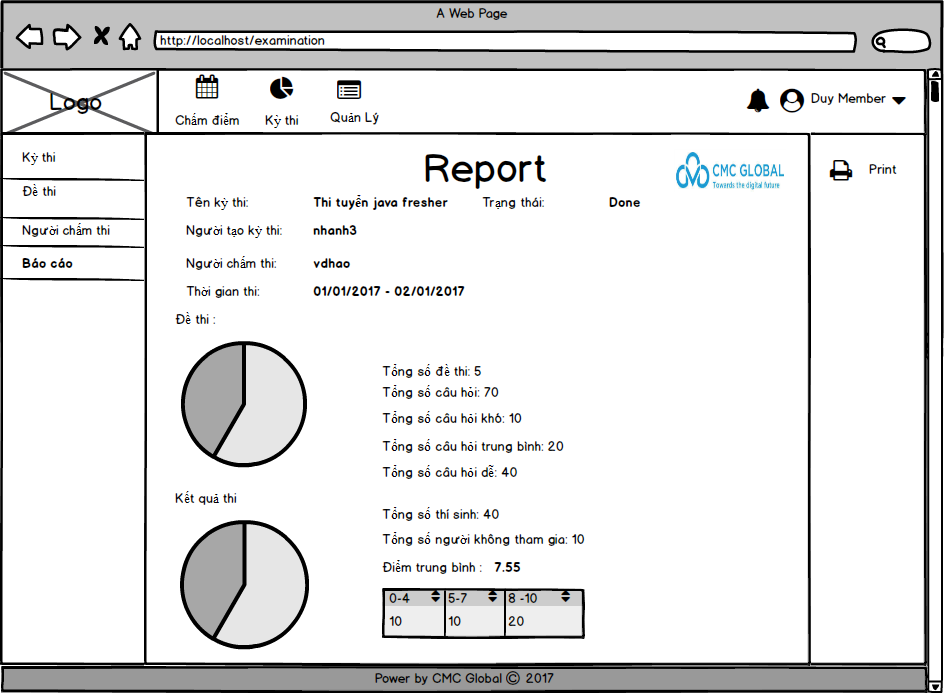 A Web Page
http://localhost/examination
Logo
Chấm điểm
Kỳ thi
Quản Lý
Duy Member
Kỳ thi
Đề thi
Người chấm thi
Báo cáo
Report
CMC GLOBAL
Towards the digital future
Print
Tên kỳ thi: Thi tuyển java fresher Trạng thái: Done
Người tạo kỳ thi: nhanh3
Người chấm thi: vdhao
Thời gian thi: 01/01/2017 - 02/01/2017
Đề thi :
Tổng số đề thi: 5
Tổng số câu hỏi: 70
Tổng số câu hỏi khó: 10
Tổng số câu hỏi trung bình: 20
Tổng số câu hỏi dễ: 40
Kết quả thi
Tổng số thí sinh: 40
Tổng số người không tham gia: 10
Điểm trung bình : 7.55
0-4 5-7 8 -10
10 10 20
Power by CMC Global © 2017